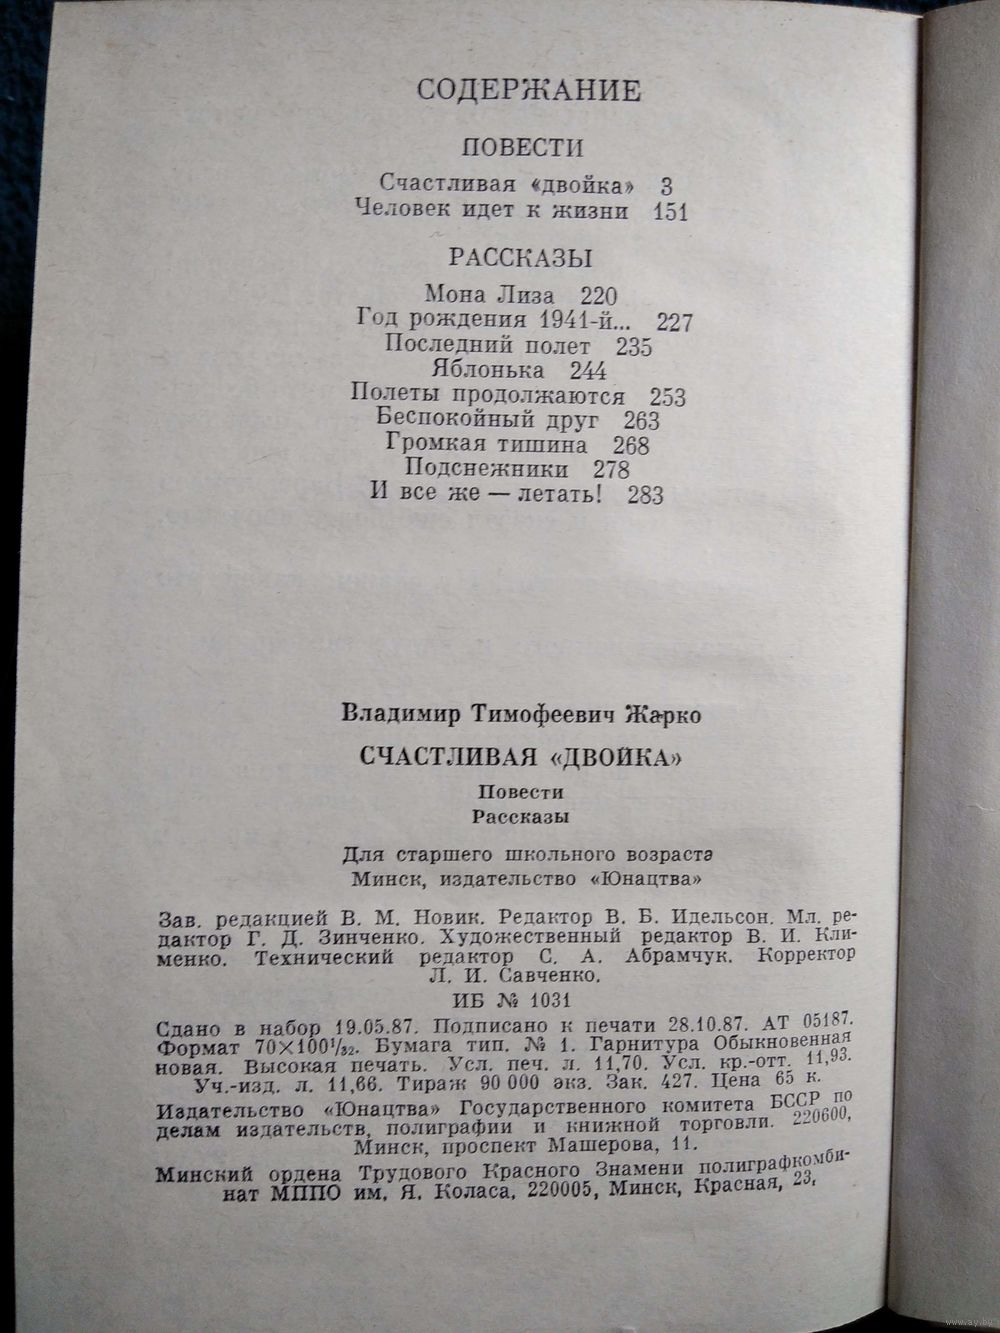 СОДЕРЖАНИЕ
ПОВЕСТИ
Счастливая «двойка» 3
Человек идет к жизни 151
РАССКАЗЫ
Мона Лиза 220
Год рождения 1941-й... 227
Последний полет 235
Яблонька 244
Полеты продолжаются 253
Беспокойный друг 263
Громкая тишина 268
Подснежники 278
И все же — летать! 283
Владимир Тимофеевич Жарко
СЧАСТЛИВАЯ «ДВОЙКА»
Повести
Рассказы
Для старшего школьного возраста
Минск, издательство «Юнацтва»
Зав. редакцией В. М. Новик. Редактор В. Б. Идельсон. Мл. ре-
дактор Г. Д. Зинченко. Художественный редактор В. И. Кли-
менко. Технический редактор С. А. Абрамчук. Корректор
Л. И. Савченко.
ИБ № 1031
Сдано в набор 19.05.87. Подписано к печати 28.10.87. АТ 05187.
Формат 70×100¹/₃₂. Бумага тип. № 1. Гарнитура Обыкновенная
новая. Высокая печать. Усл. печ. л. 11,70. Усл. кр.-отт. 11,93.
Уч.-изд. л. 11,66. Тираж 90 000 экз. Зак. 427. Цена 65 к.
Издательство «Юнацтва» Государственного комитета БССР по
делам издательств, полиграфии и книжной торговли. 220600,
Минск, проспект Машерова, 11.
Минский ордена Трудового Красного Знамени полиграфкомби-
нат МППО им. Я. Коласа. 220005, Минск, Красная, 23.
www.ay.by